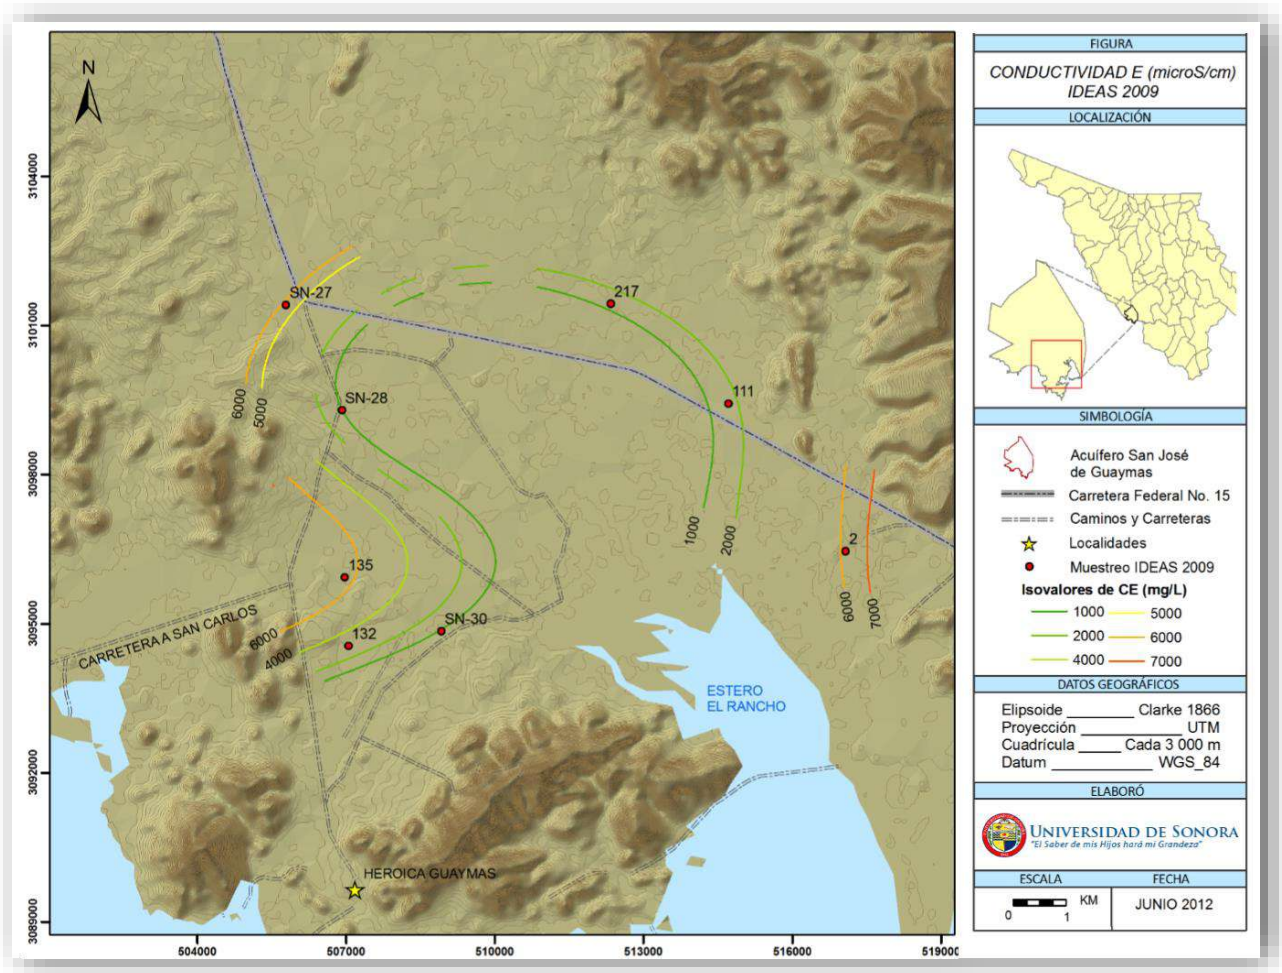 N
3104000
3101000
3098000
3095000
3092000
3089000
504000
507000
510000
513000
516000
519000
SN-27
217
6000
5000
SN-28
111
1000
2000
2
6000
7000
135
SN-30
132
6000
4000
CARRETERA A SAN CARLOS
ESTERO
EL RANCHO
HEROICA GUAYMAS
FIGURA
CONDUCTIVIDAD E (microS/cm)
IDEAS 2009
LOCALIZACIÓN
SIMBOLOGÍA
Acuífero San José
de Guaymas
Carretera Federal No. 15
Caminos y Carreteras
Localidades
Muestreo IDEAS 2009
Isovalores de CE (mg/L)
1000 5000
2000 6000
4000 7000
DATOS GEOGRÁFICOS
Elipsoide ________ Clarke 1866
Proyección ____________ UTM
Cuadrícula _____ Cada 3 000 m
Datum _____________ WGS_84
ELABORÓ
UNIVERSIDAD DE SONORA
"El Saber de mis Hijos hará mi Grandeza"
ESCALA FECHA
KM
0 1
JUNIO 2012